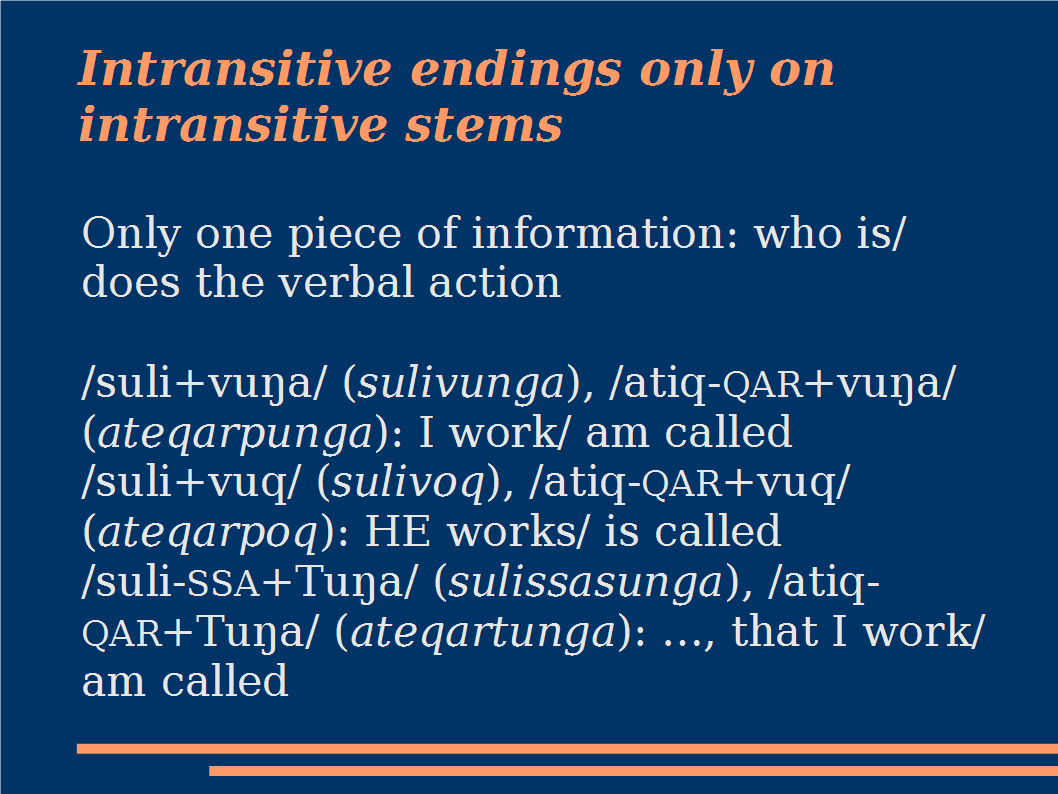 Intransitive endings only on
intransitive stems
Only one piece of information: who is/
does the verbal action
/suli+vuŋa/ (sulivunga), /atiq-QAR+vuŋa/
(ateqarpunga): I work/ am called
/suli+vuq/ (sulivoq), /atiq-QAR+vuq/
(ateqarpoq): HE works/ is called
/suli-SSA+Tuŋa/ (sulissasunga), /atiq-
QAR+Tuŋa/ (ateqartunga): ..., that I work/
am called